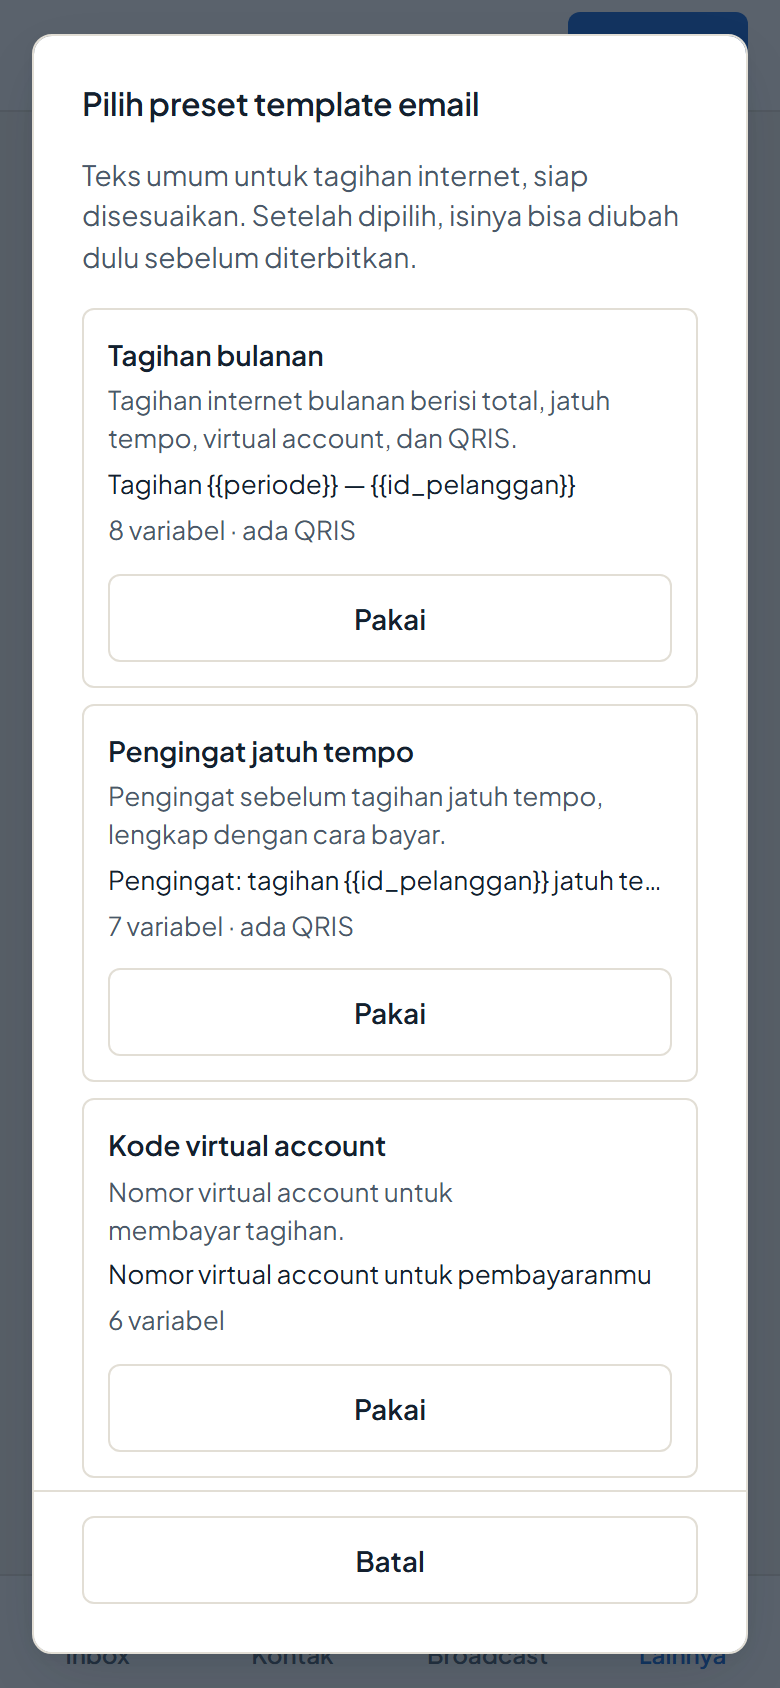 Pilih preset template email
Teks umum untuk tagihan internet, siap
disesuaikan. Setelah dipilih, isinya bisa diubah
dulu sebelum diterbitkan.
Tagihan bulanan
Tagihan internet bulanan berisi total, jatuh
tempo, virtual account, dan QRIS.
Tagihan {{periode}} — {{id_pelanggan}}
8 variabel · ada QRIS
Pakai
Pengingat jatuh tempo
Pengingat sebelum tagihan jatuh tempo,
lengkap dengan cara bayar.
Pengingat: tagihan {{id_pelanggan}} jatuh te...
7 variabel · ada QRIS
Pakai
Kode virtual account
Nomor virtual account untuk
membayar tagihan.
Nomor virtual account untuk pembayaranmu
6 variabel
Pakai
Batal
Inbox Kontak Broadcast Lainnya